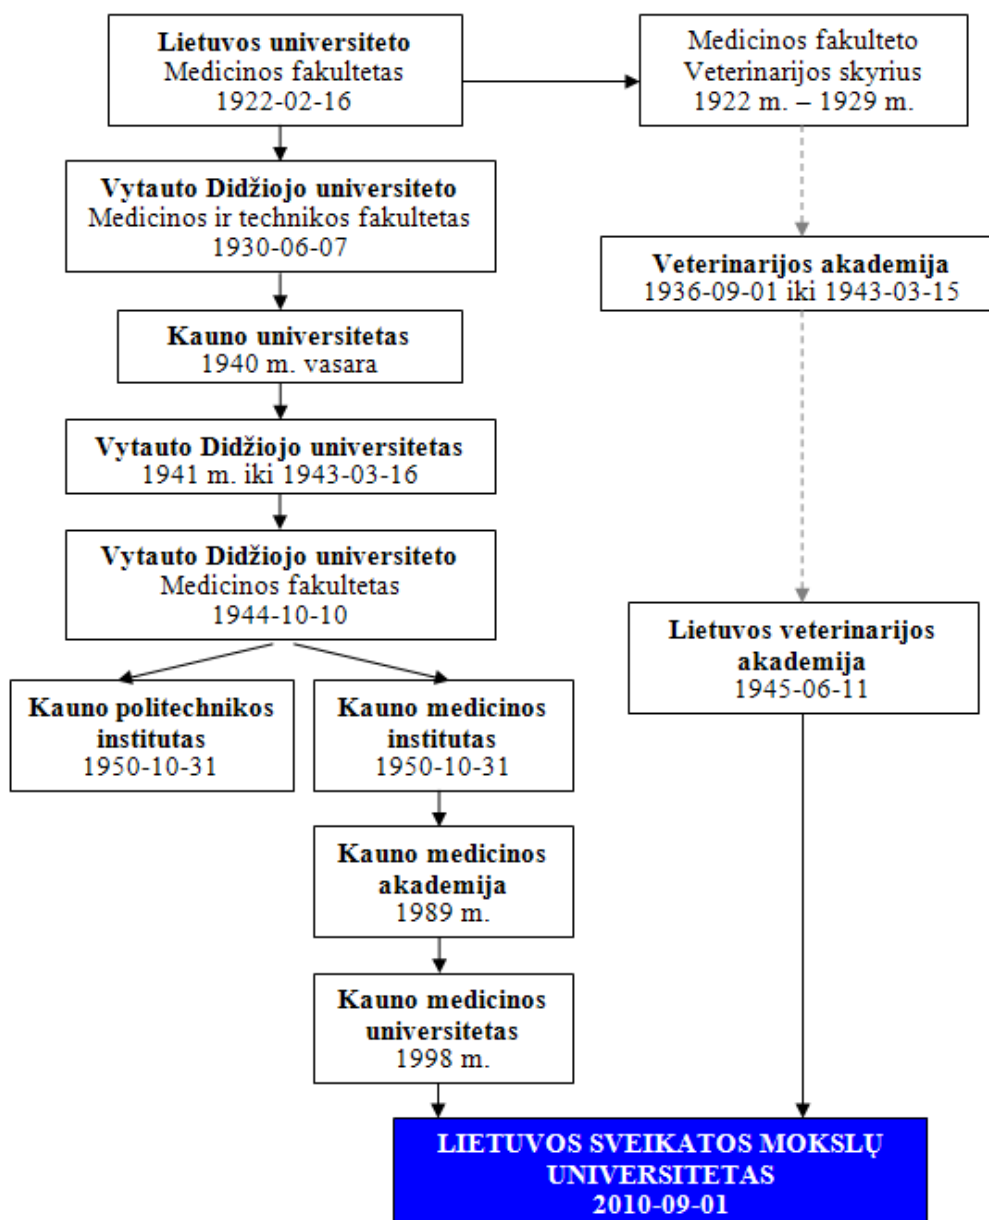 Lietuvos universiteto
Medicinos fakultetas
1922-02-16
Medicinos fakulteto
Veterinarijos skyrius
1922 m. – 1929 m.
Vytauto Didžiojo universiteto
Medicinos ir technikos fakultetas
1930-06-07
Veterinarijos akademija
1936-09-01 iki 1943-03-15
Kauno universitetas
1940 m. vasara
Vytauto Didžiojo universitetas
1941 m. iki 1943-03-16
Vytauto Didžiojo universiteto
Medicinos fakultetas
1944-10-10
Lietuvos veterinarijos
akademija
1945-06-11
Kauno politechnikos
institutas
1950-10-31
Kauno medicinos
institutas
1950-10-31
Kauno medicinos
akademija
1989 m.
Kauno medicinos
universitetas
1998 m.
LIETUVOS SVEIKATOS MOKSLŲ
UNIVERSITETAS
2010-09-01